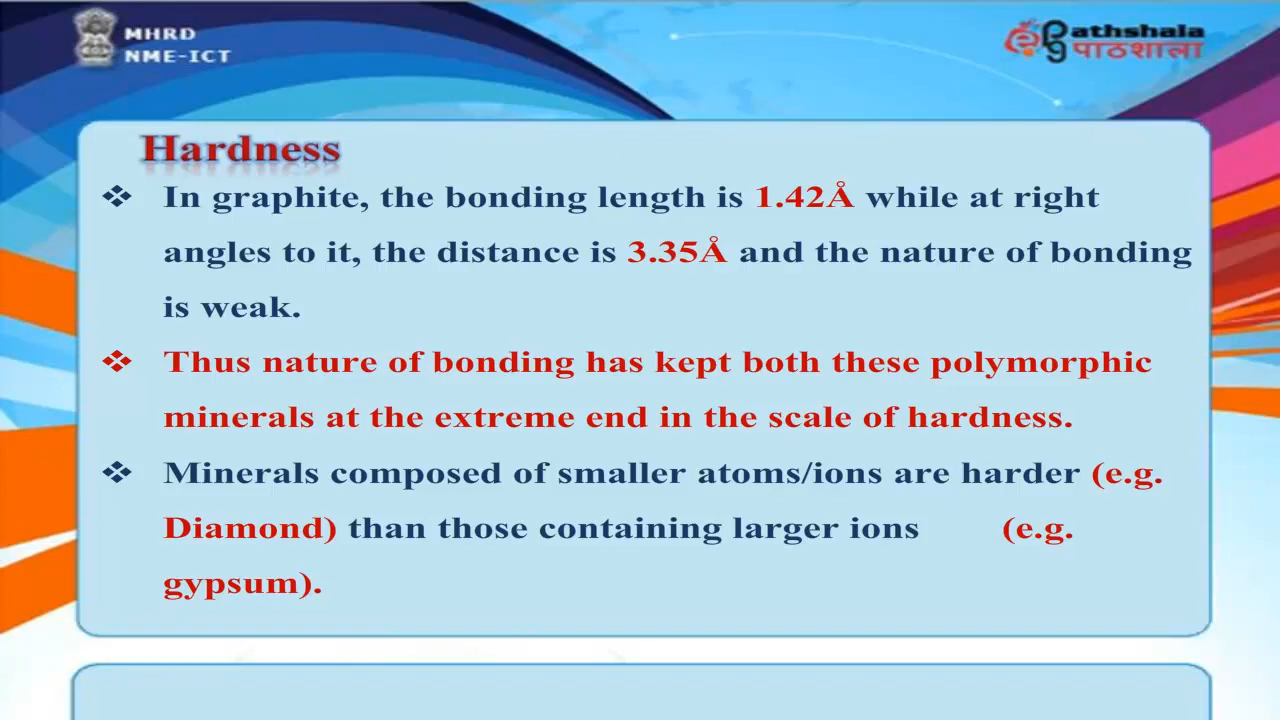 MHRD
NME-ICT
athshala
पाठशाला
Hardness
❖ In graphite, the bonding length is 1.42Å while at right
angles to it, the distance is 3.35Å and the nature of bonding
is weak.
❖ Thus nature of bonding has kept both these polymorphic
minerals at the extreme end in the scale of hardness.
❖ Minerals composed of smaller atoms/ions are harder (e.g.
Diamond) than those containing larger ions (e.g.
gypsum).